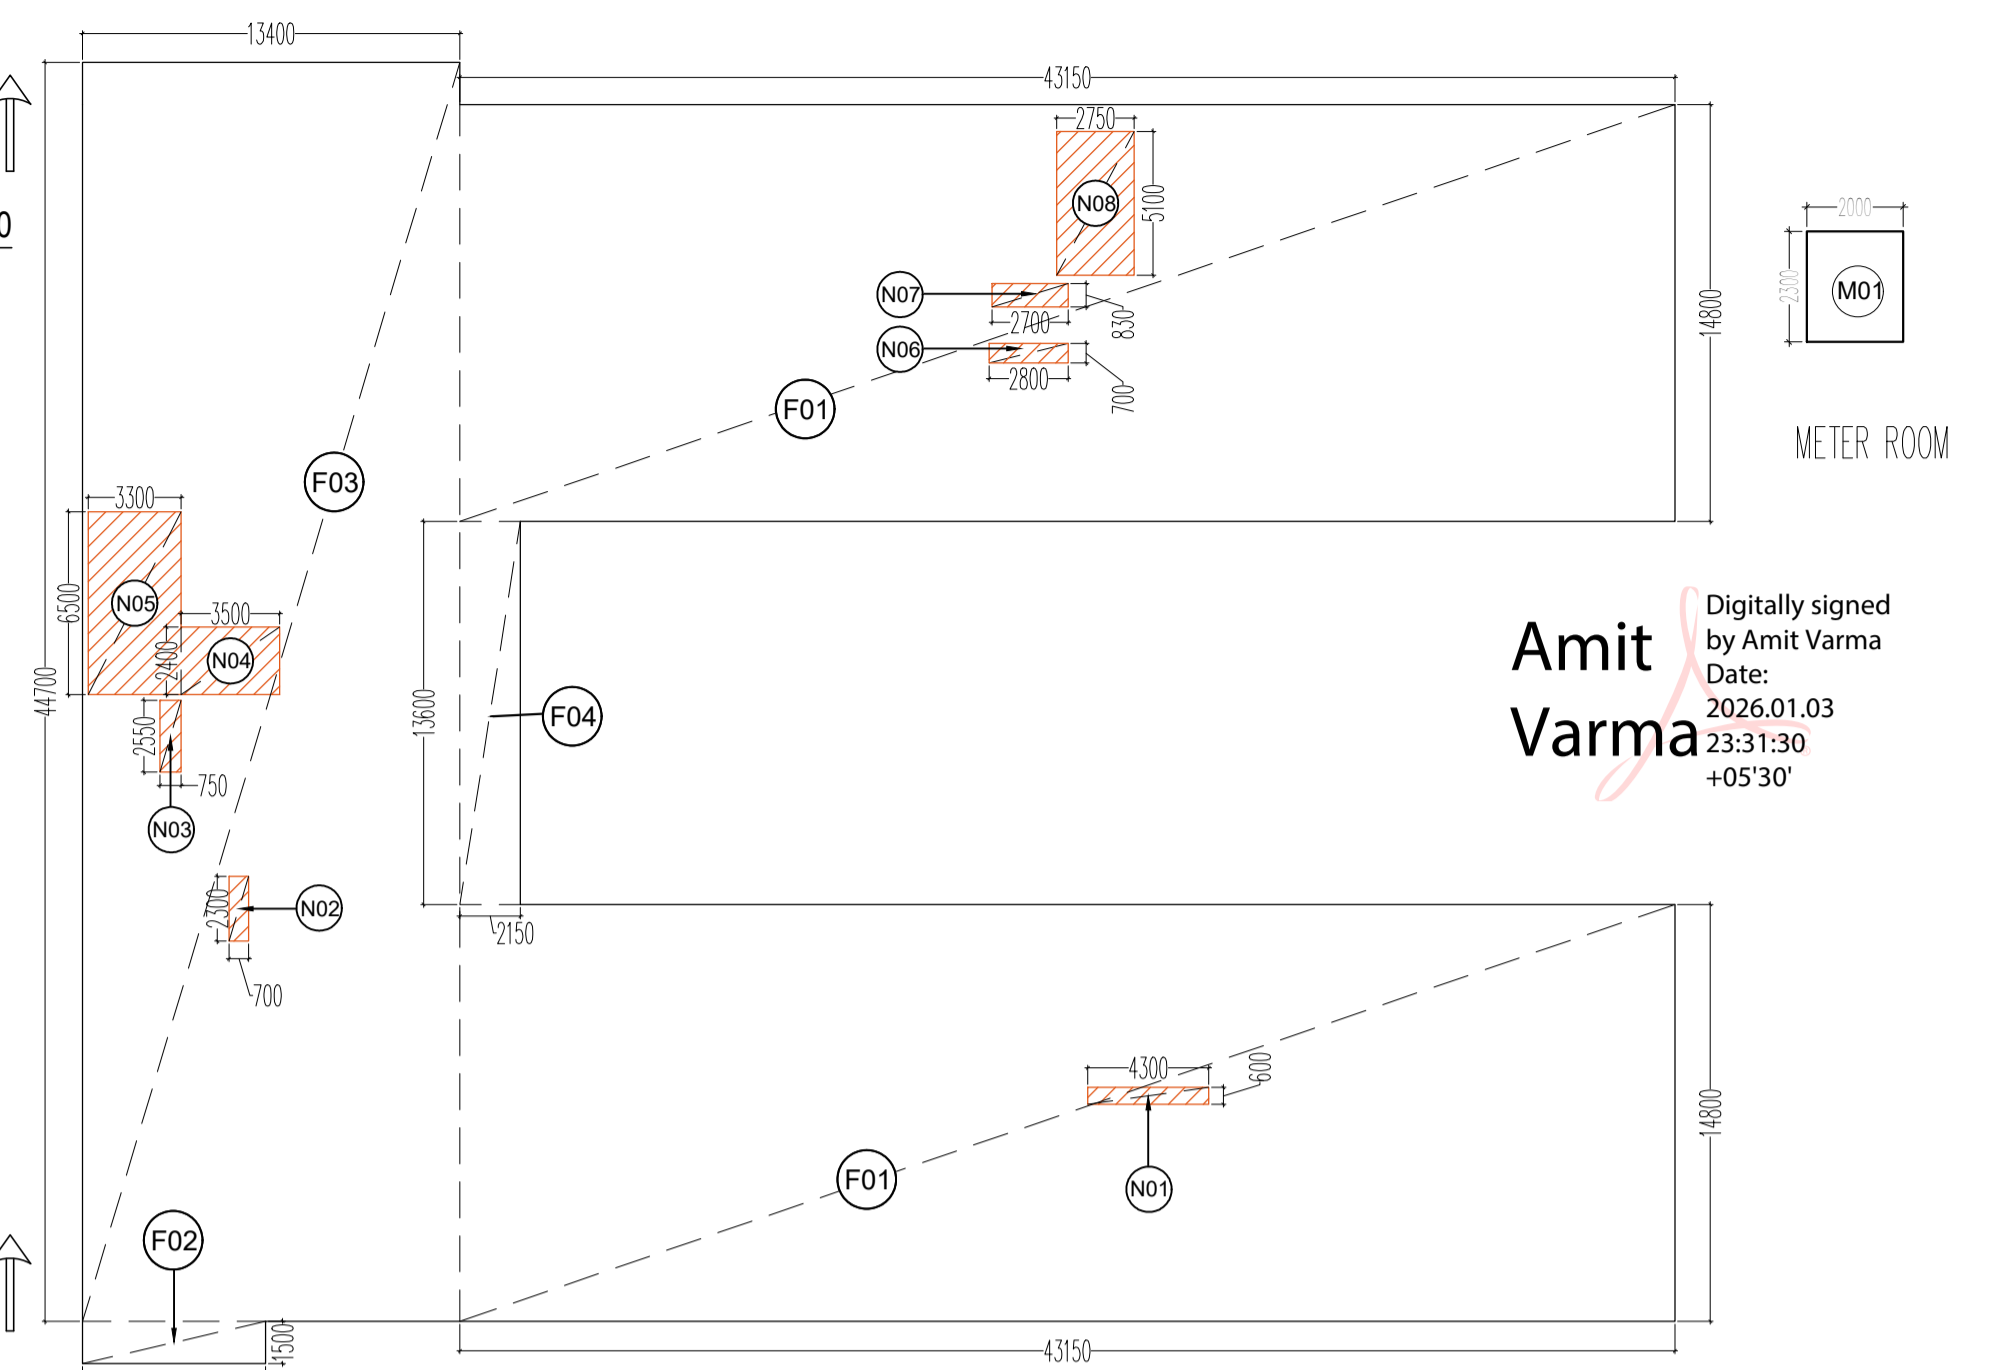 13400
43150
2750
N08
5100
2000
0
M01
2300
N07
2700
830
14800
N06
2800
700
F01
METER ROOM
F03
3300
N05
6500
3500
N04
2400
44700
13600
F04
2550
750
N03
2300
N02
700
2150
Amit
Varma
Digitally signed
by Amit Varma
Date:
2026.01.03
23:31:30
+05'30'
4300
600
14800
F01
N01
F02
1500
43150